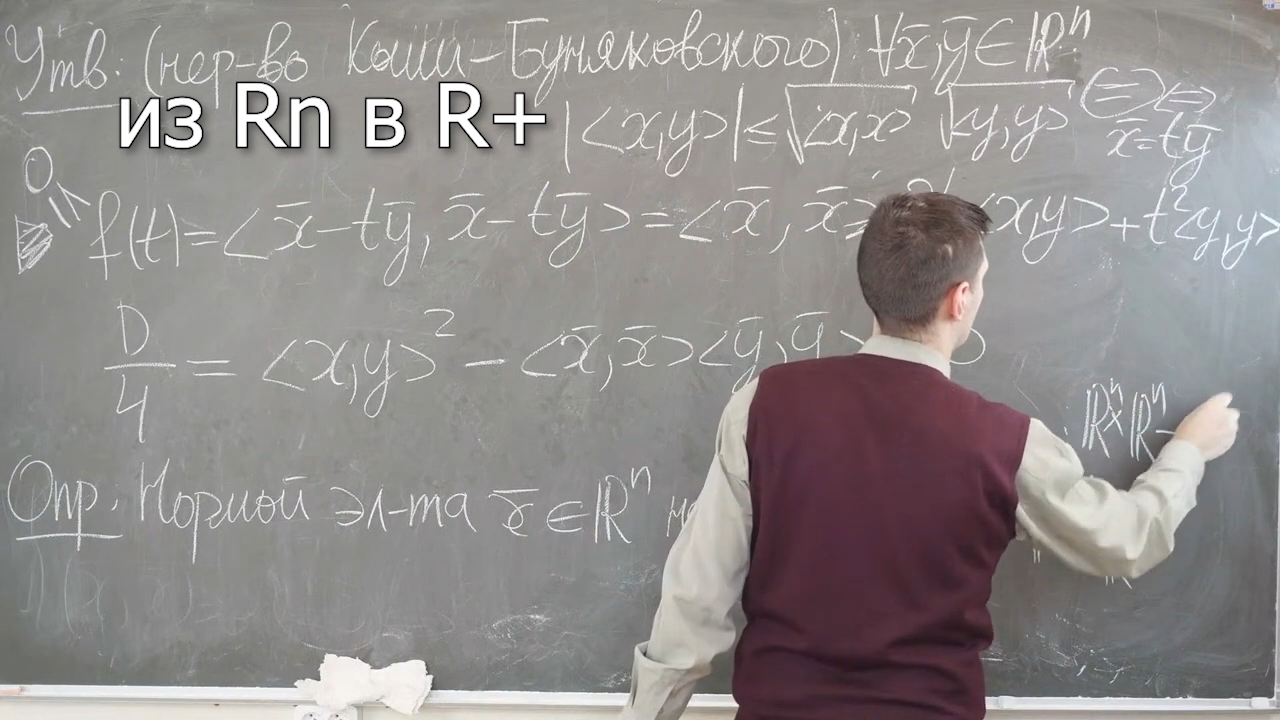 Утв. (нер-во Коши-Буняковского) ∀x̄,ȳ∈ℝⁿ
из Rn в R+
|<x,y>|≤√<x̄,x̄> √<y,y> (=)<=>
x̄=tȳ
f(t)=<x̄-tȳ, x̄-tȳ>=<x̄,x̄> <x,y>+t²<y,y>
D/4 = <x,y>² - <x̄,x̄><ȳ,ȳ>
ℝⁿ×ℝⁿ
Опр. Нормой эл-та x̄∈ℝⁿ